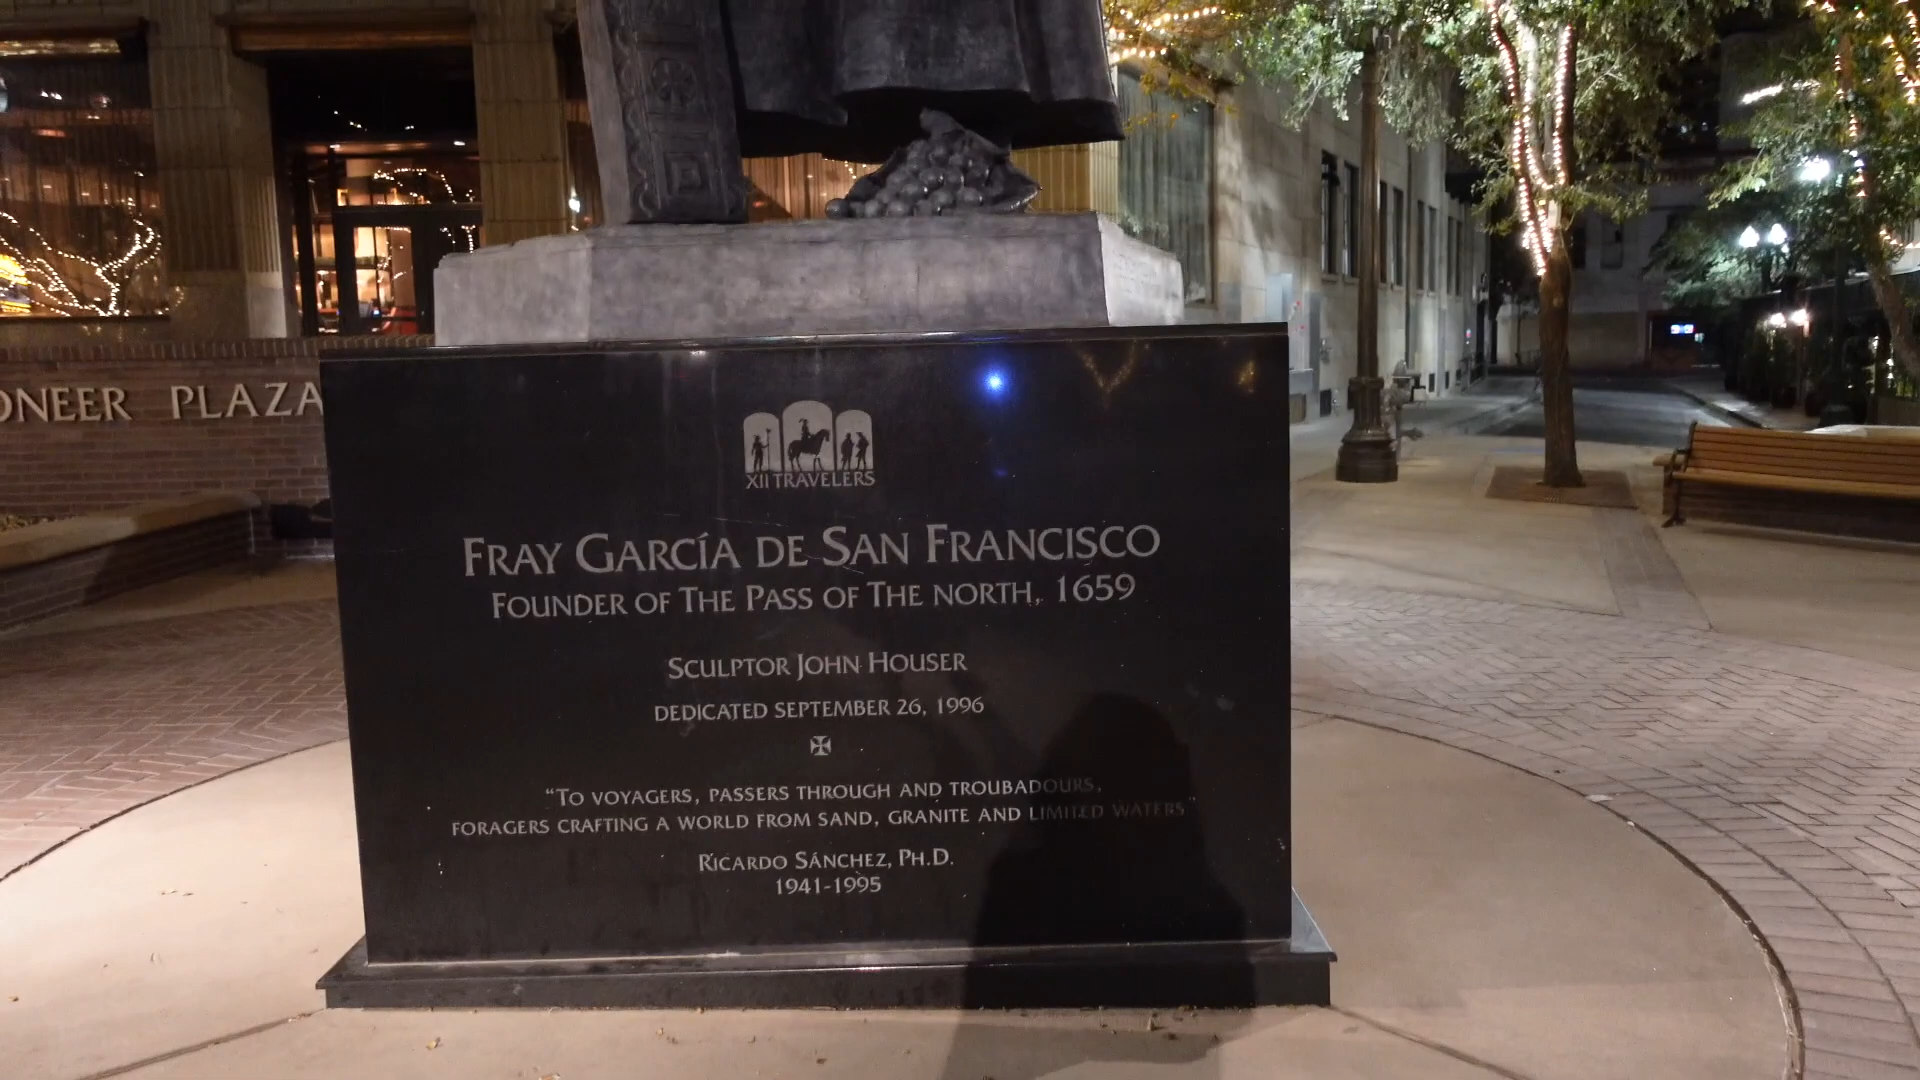 ONEER PLAZA
XII TRAVELERS
FRAY GARCÍA DE SAN FRANCISCO
FOUNDER OF THE PASS OF THE NORTH, 1659
SCULPTOR JOHN HOUSER
DEDICATED SEPTEMBER 26, 1996
“TO VOYAGERS, PASSERS THROUGH AND TROUBADOURS,
FORAGERS CRAFTING A WORLD FROM SAND, GRANITE AND LIMITED WATERS”
RICARDO SÁNCHEZ, PH.D.
1941-1995